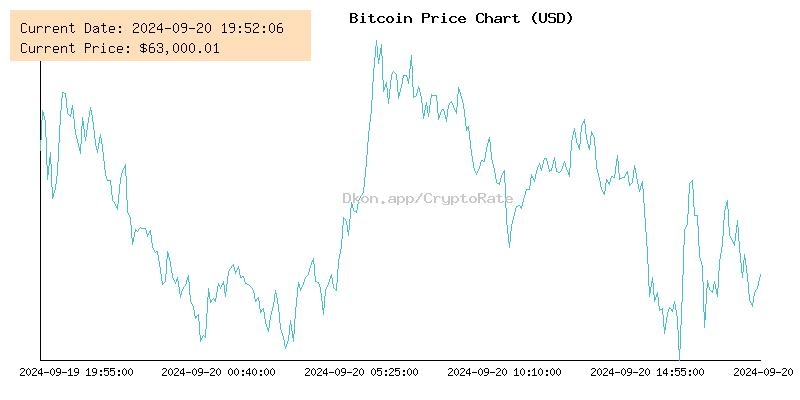 Bitcoin Price Chart (USD)
Current Date: 2024-09-20 19:52:06
Current Price: $63,000.01
Dkon.app/CryptoRate
2024-09-19 19:55:00 2024-09-20 00:40:00 2024-09-20 05:25:00 2024-09-20 10:10:00 2024-09-20 14:55:00 2024-09-20